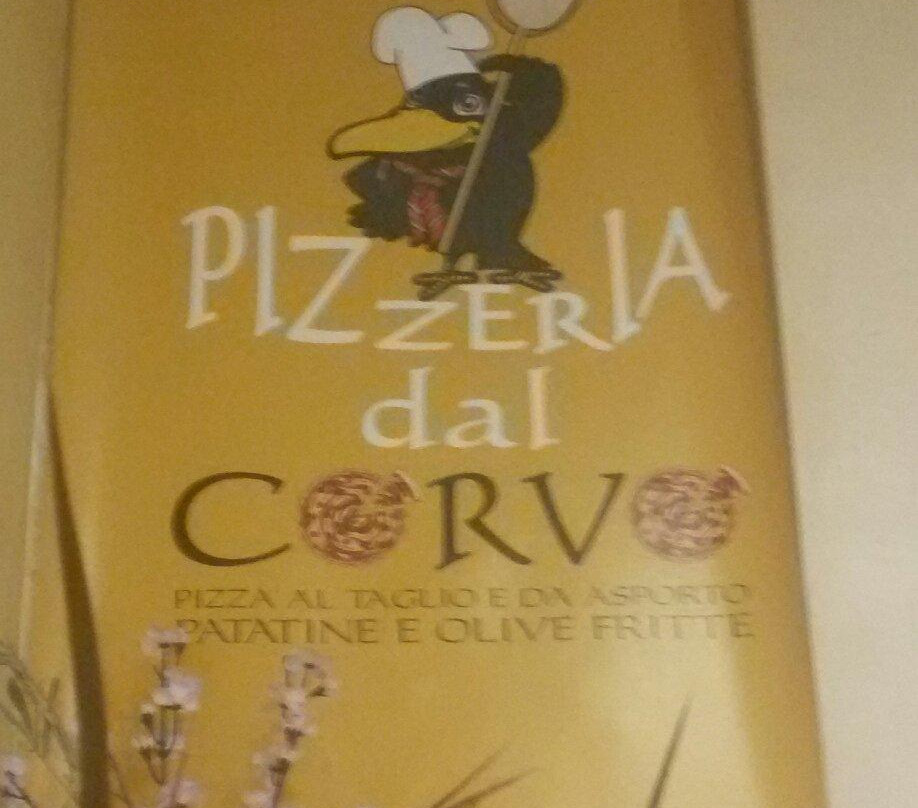 PIZZERIA
dal
CORVO
PIZZA AL TAGLIO E DA ASPORTO
PATATINE E OLIVE FRITTE